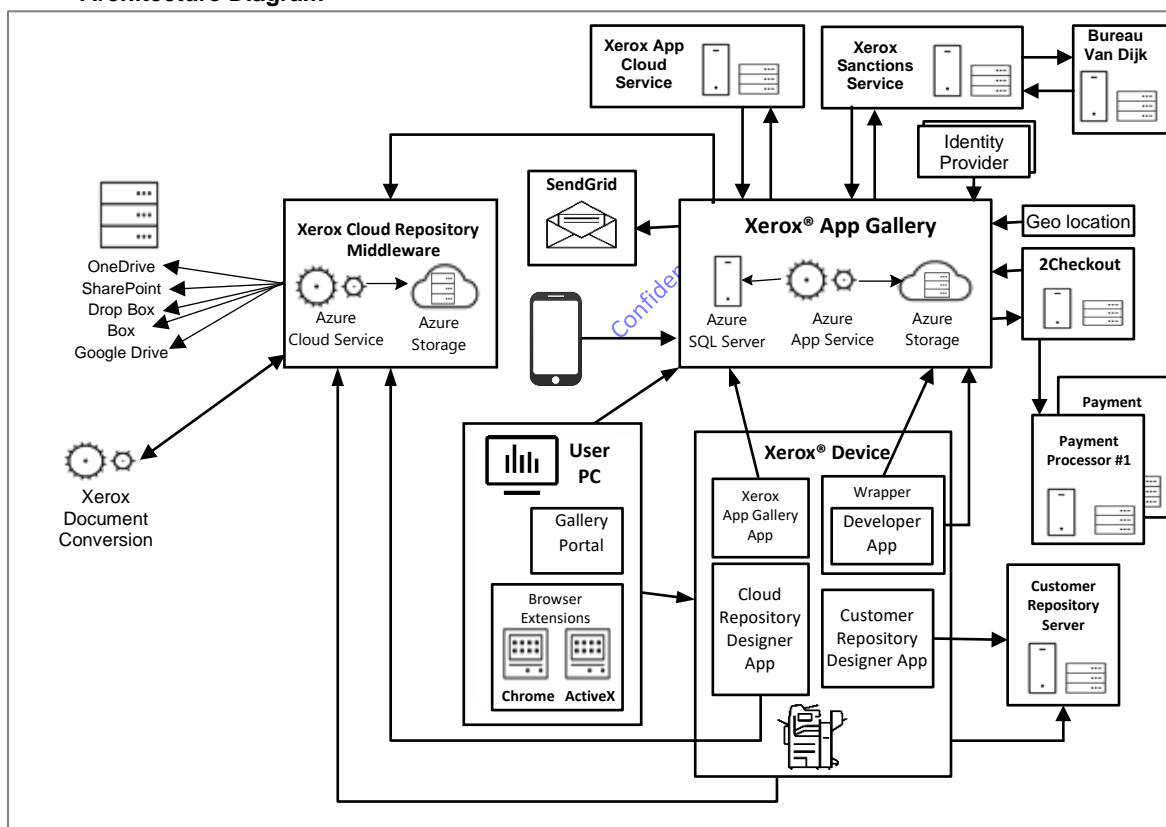 Architecture Diagram
Xerox App
Cloud
Service
Xerox
Sanctions
Service
Bureau
Van Dijk
Identity
Provider
SendGrid
Xerox Cloud Repository
Middleware
Azure
Cloud Service
Azure
Storage
OneDrive
SharePoint
Drop Box
Box
Google Drive
Xerox® App Gallery
Azure
SQL Server
Azure
App Service
Azure
Storage
Confiden
Geo location
2Checkout
Payment
Payment
Processor #1
Xerox
Document
Conversion
User
PC
Gallery
Portal
Browser
Extensions
Chrome
ActiveX
Xerox® Device
Xerox
App Gallery
App
Wrapper
Developer
App
Cloud
Repository
Designer
App
Customer
Repository
Designer App
Customer
Repository
Server